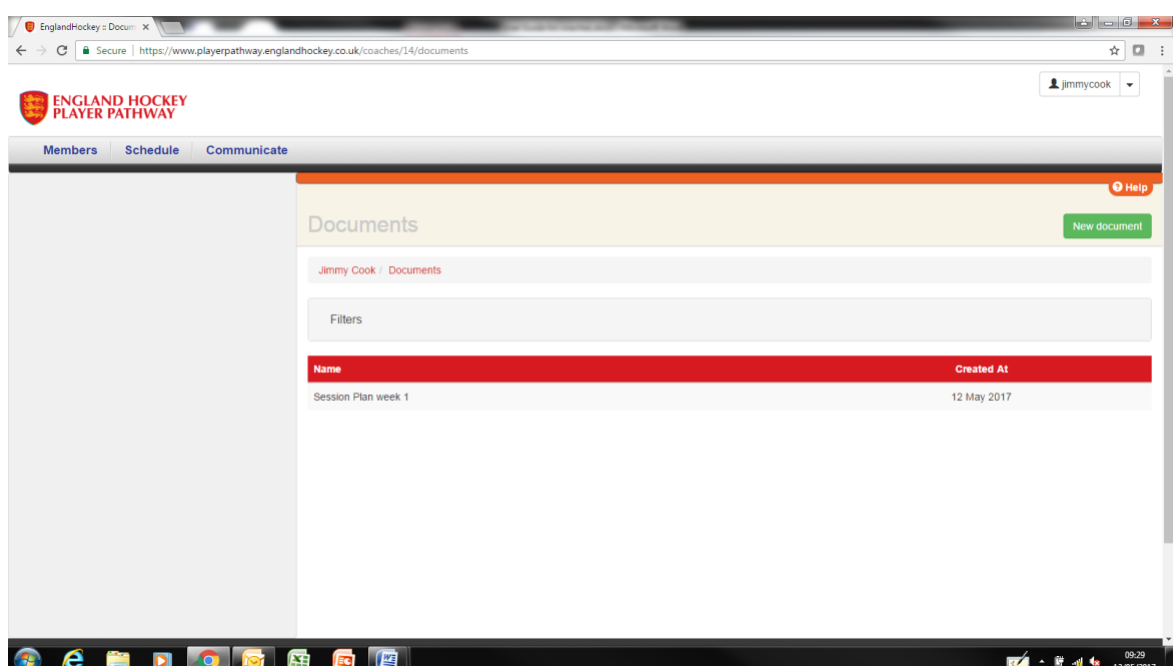 EnglandHockey :: Docum
Secure | https://www.playerpathway.englandhockey.co.uk/coaches/14/documents
jimmycook
ENGLAND HOCKEY
PLAYER PATHWAY
Members Schedule Communicate
Help
Documents
New document
Jimmy Cook / Documents
Filters
Name Created At
Session Plan week 1 12 May 2017
09:29